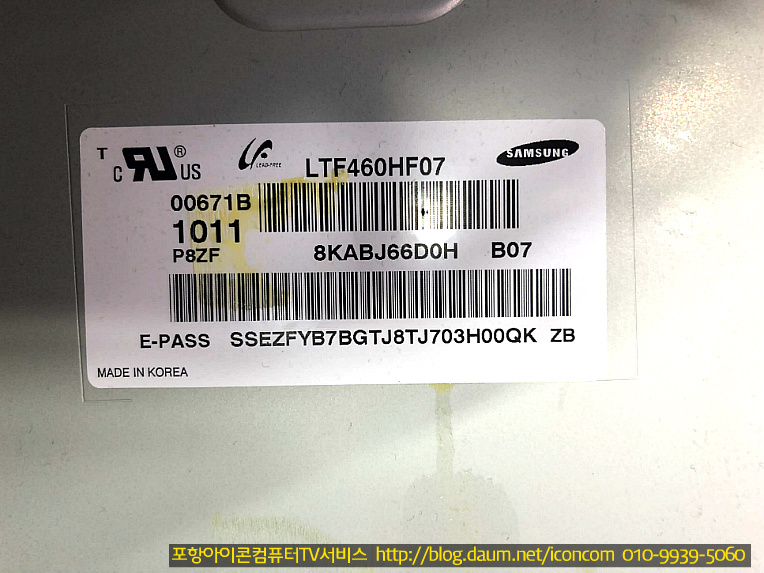 T
C RU ® US
LEAD-FREE
LTF460HF07
SAMSUNG
00671B
1011
P8ZF
8KABJ66D0H B07
E-PASS SSEZFYB7BGTJ8TJ703H00QK ZB
MADE IN KOREA
포항아이콘컴퓨터TV서비스 http://blog.daum.net/iconcom 010-9939-5060